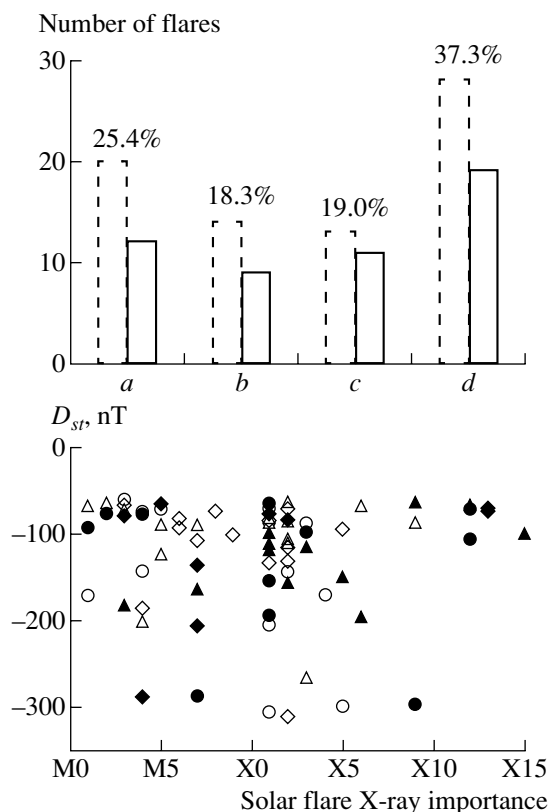 Number of flares
30
37.3%
25.4%
20
18.3%
19.0%
10
0
a b c d
D_st, nT
0
−100
−200
−300
M0 M5 X0 X5 X10 X15
Solar flare X-ray importance